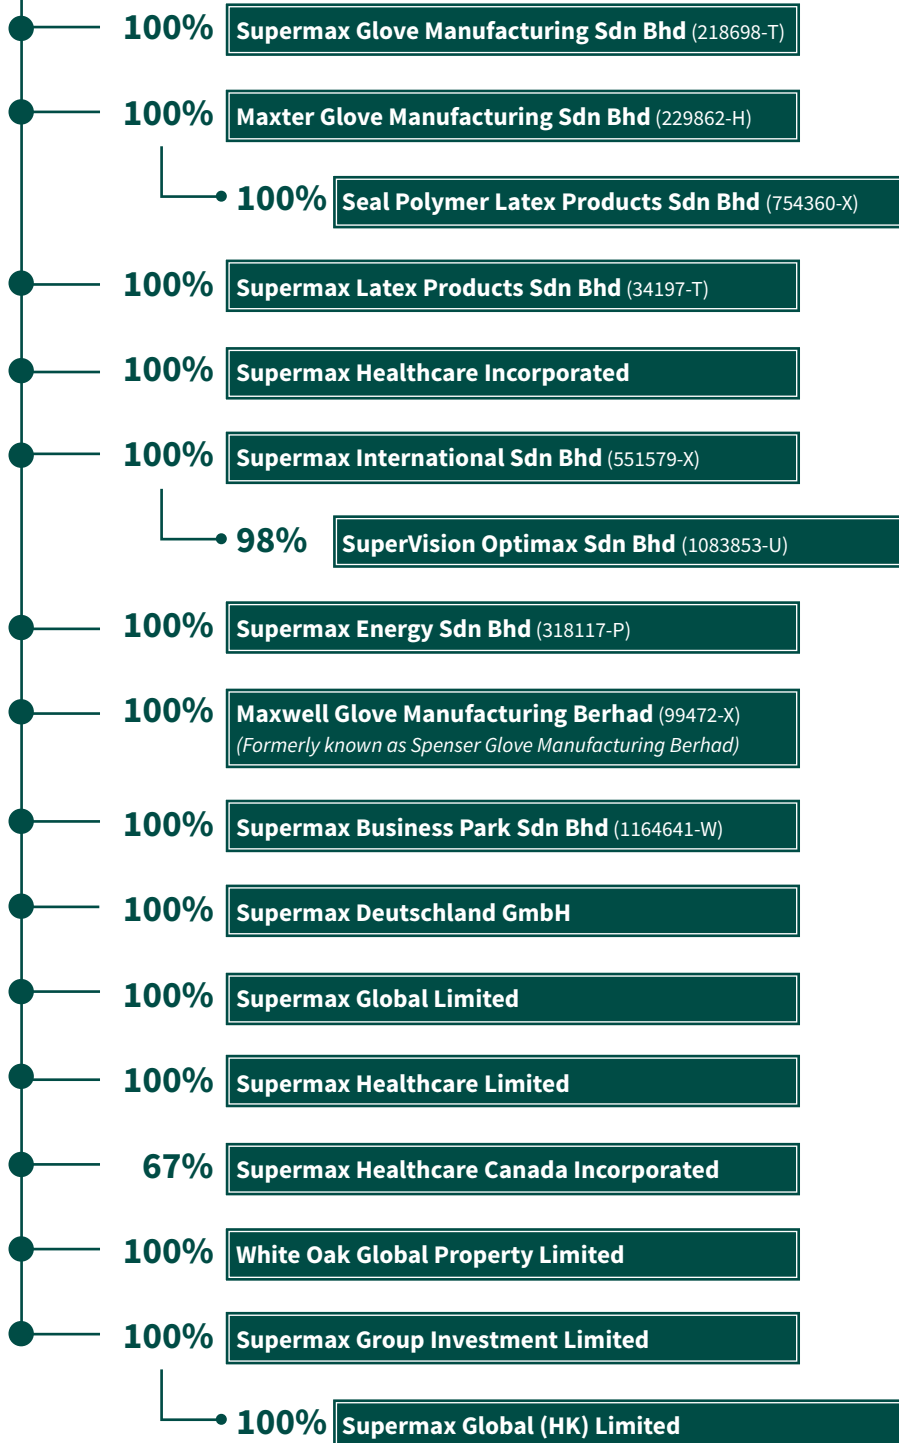 100% Supermax Glove Manufacturing Sdn Bhd (218698-T)
100% Maxter Glove Manufacturing Sdn Bhd (229862-H)
100% Seal Polymer Latex Products Sdn Bhd (754360-X)
100% Supermax Latex Products Sdn Bhd (34197-T)
100% Supermax Healthcare Incorporated
100% Supermax International Sdn Bhd (551579-X)
98% SuperVision Optimax Sdn Bhd (1083853-U)
100% Supermax Energy Sdn Bhd (318117-P)
100% Maxwell Glove Manufacturing Berhad (99472-X)
(Formerly known as Spenser Glove Manufacturing Berhad)
100% Supermax Business Park Sdn Bhd (1164641-W)
100% Supermax Deutschland GmbH
100% Supermax Global Limited
100% Supermax Healthcare Limited
67% Supermax Healthcare Canada Incorporated
100% White Oak Global Property Limited
100% Supermax Group Investment Limited
100% Supermax Global (HK) Limited